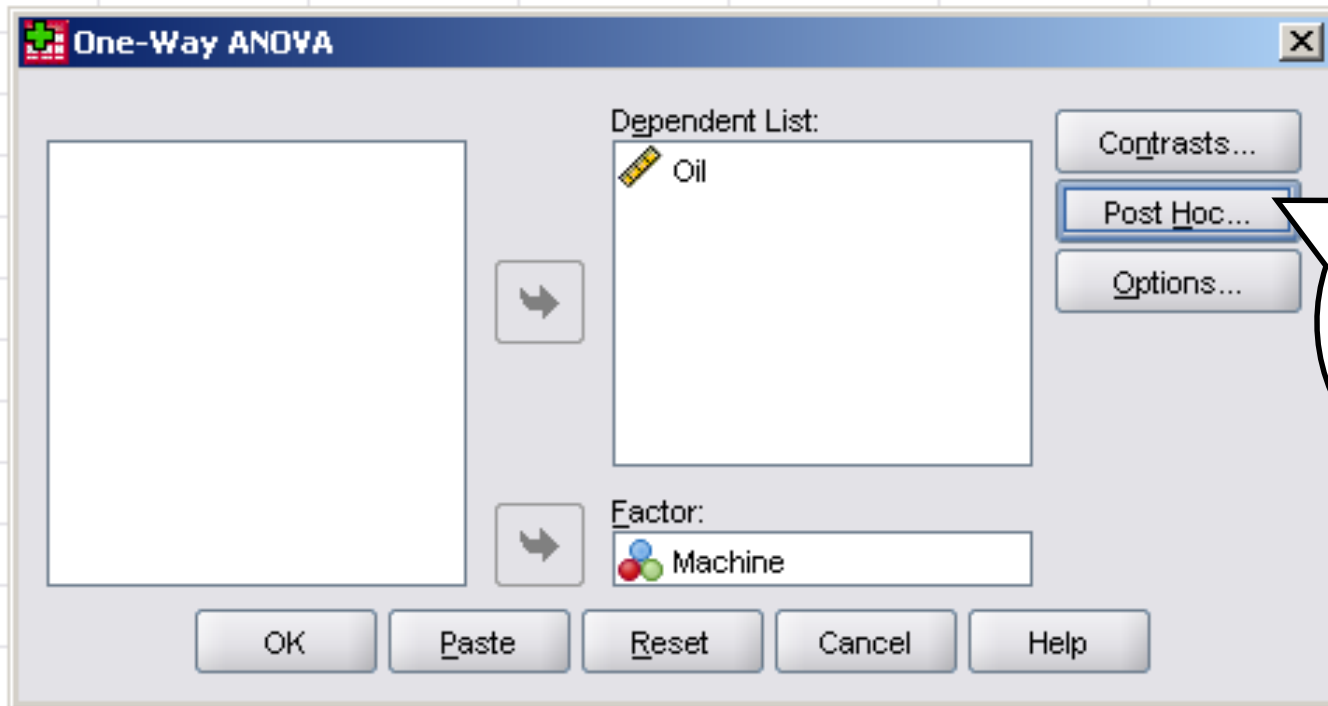 One-Way ANOVA
Dependent List:
Oil
Contrasts...
Post Hoc...
Options...
Factor:
Machine
OK Paste Reset Cancel Help